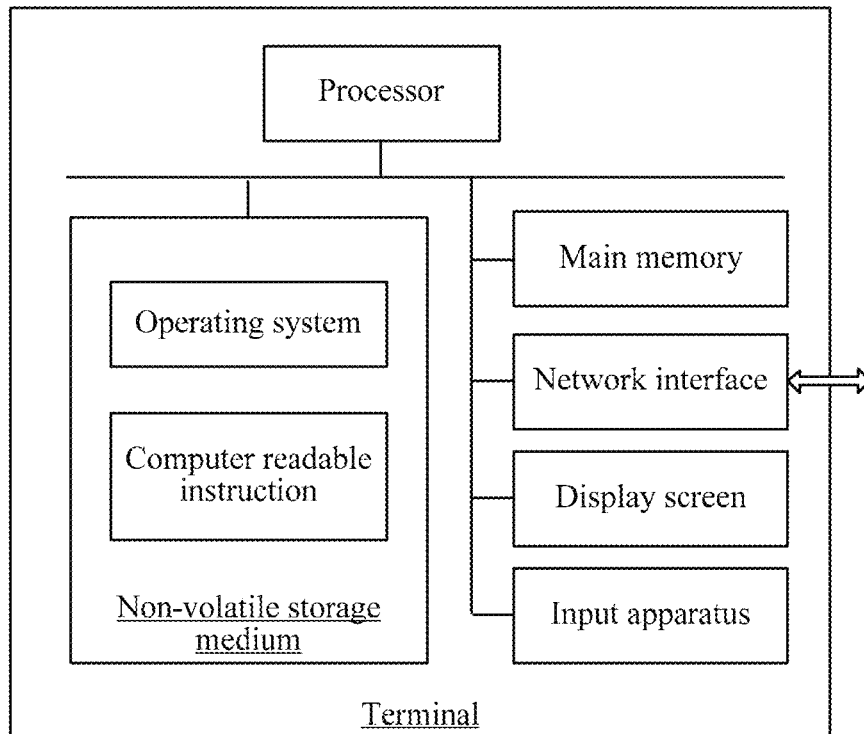 Processor
Operating system
Computer readable
instruction
Non-volatile storage
medium
Main memory
Network interface
Display screen
Input apparatus
Terminal